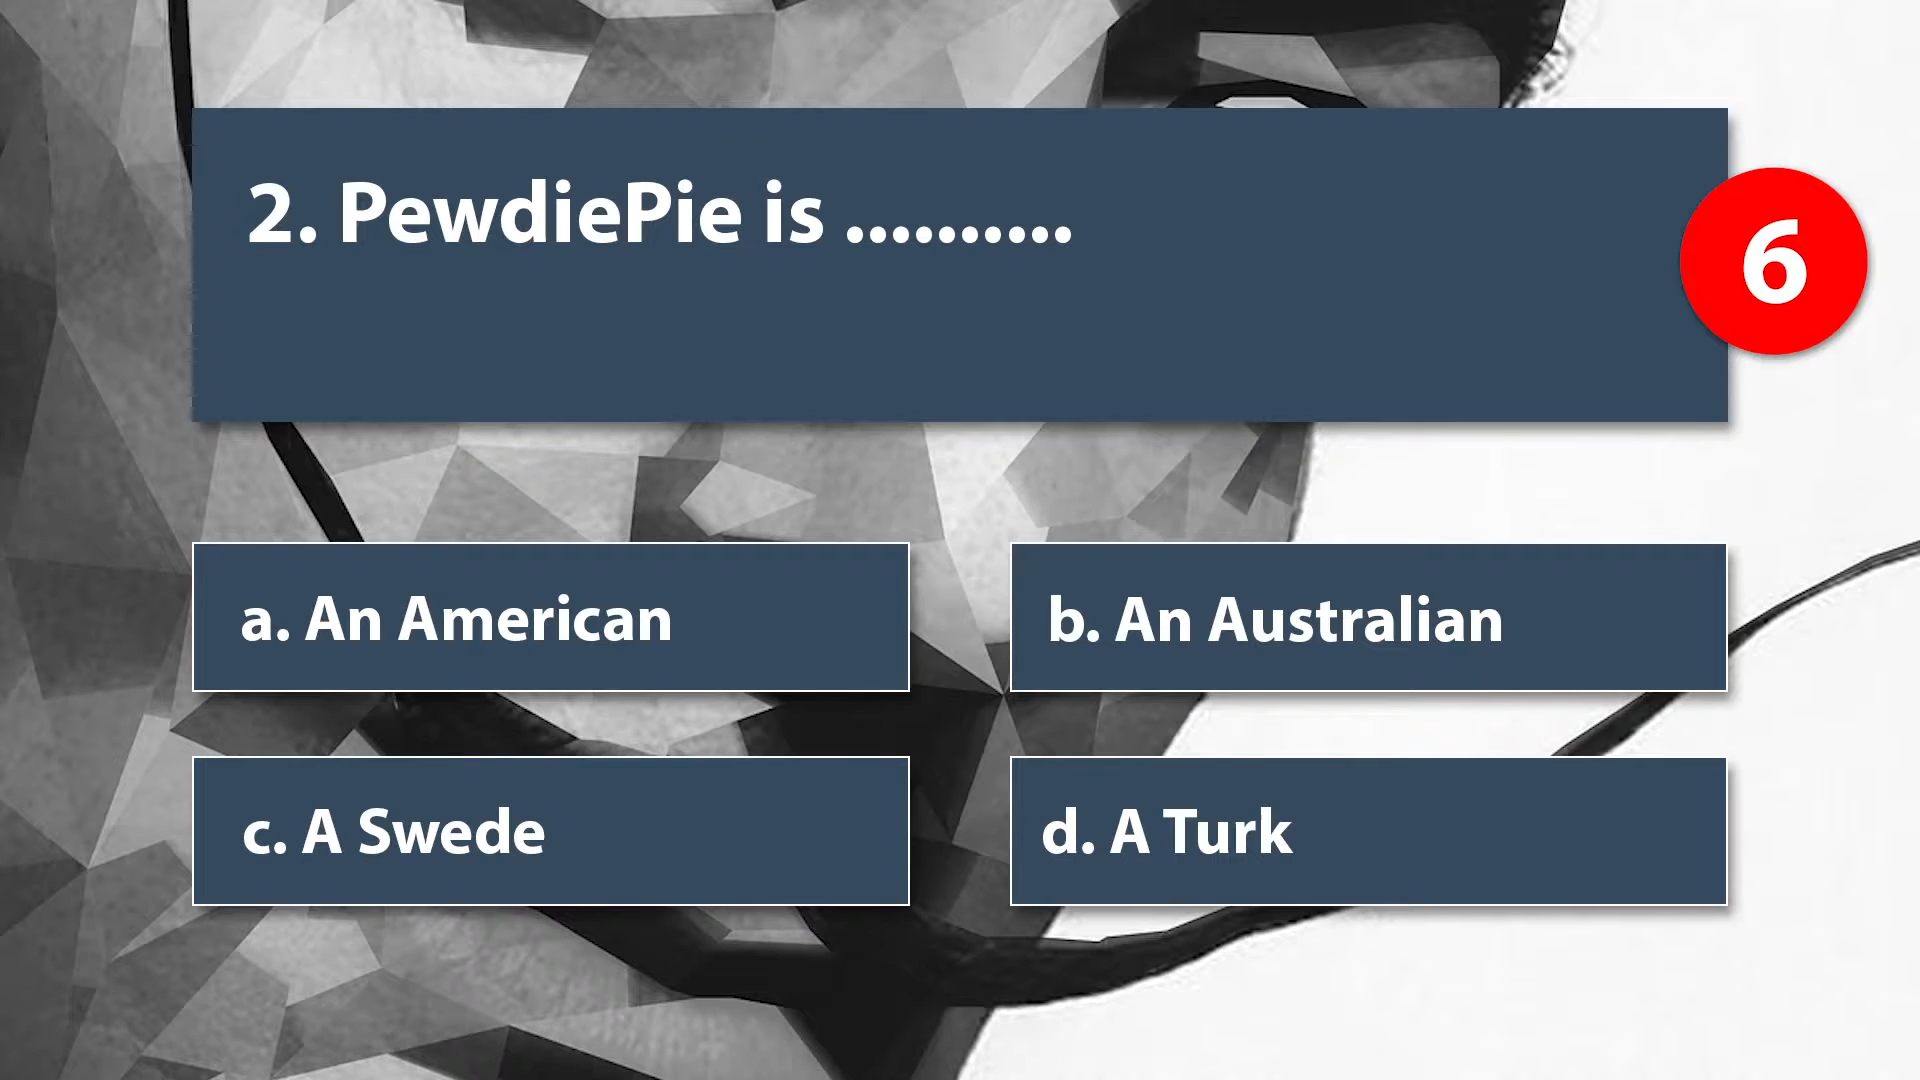 2. PewdiePie is ..........
6
a. An American
b. An Australian
c. A Swede
d. A Turk